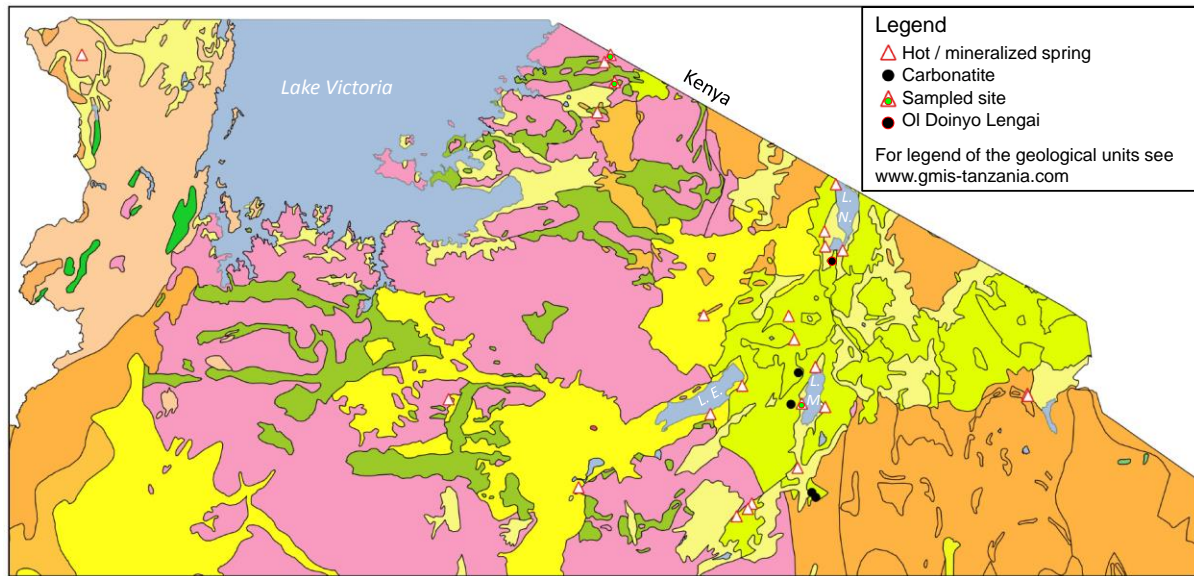 Legend
Hot / mineralized spring
Carbonatite
Sampled site
Ol Doinyo Lengai
For legend of the geological units see
www.gmis-tanzania.com
Kenya
Lake Victoria
L.
N.
L. E.
L.
M.